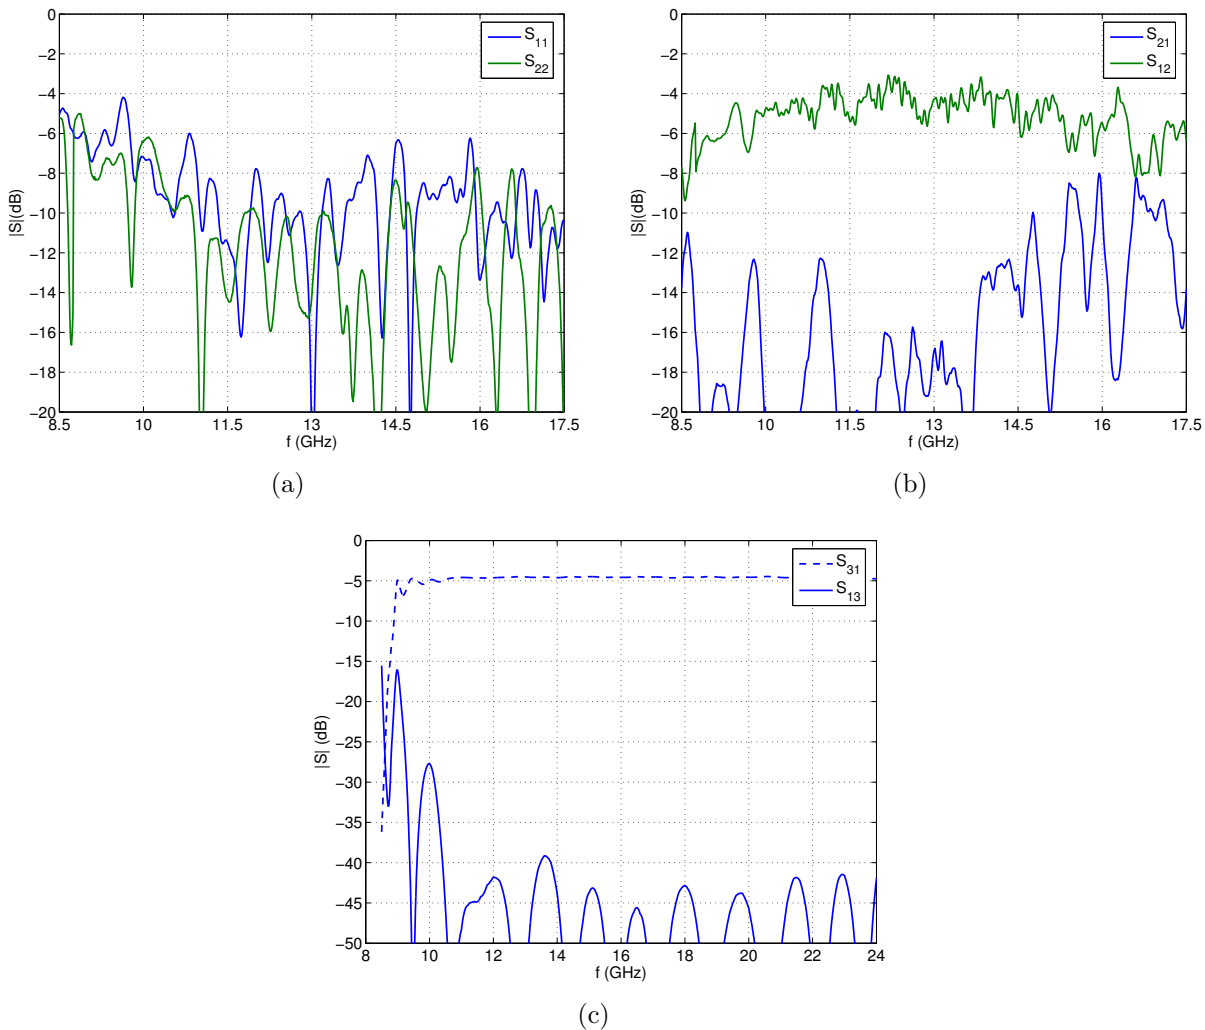 0
−2
−4
−6
−8
−10
−12
−14
−16
−18
−20
8.5 10 11.5 13 14.5 16 17.5
f (GHz)
|S|(dB)
S11
S22
(a)
0
−2
−4
−6
−8
−10
−12
−14
−16
−18
−20
8.5 10 11.5 13 14.5 16 17.5
f (GHz)
|S|(dB)
S21
S12
(b)
0
−5
−10
−15
−20
−25
−30
−35
−40
−45
−50
8 10 12 14 16 18 20 22 24
f (GHz)
|S| (dB)
S31
S13
(c)